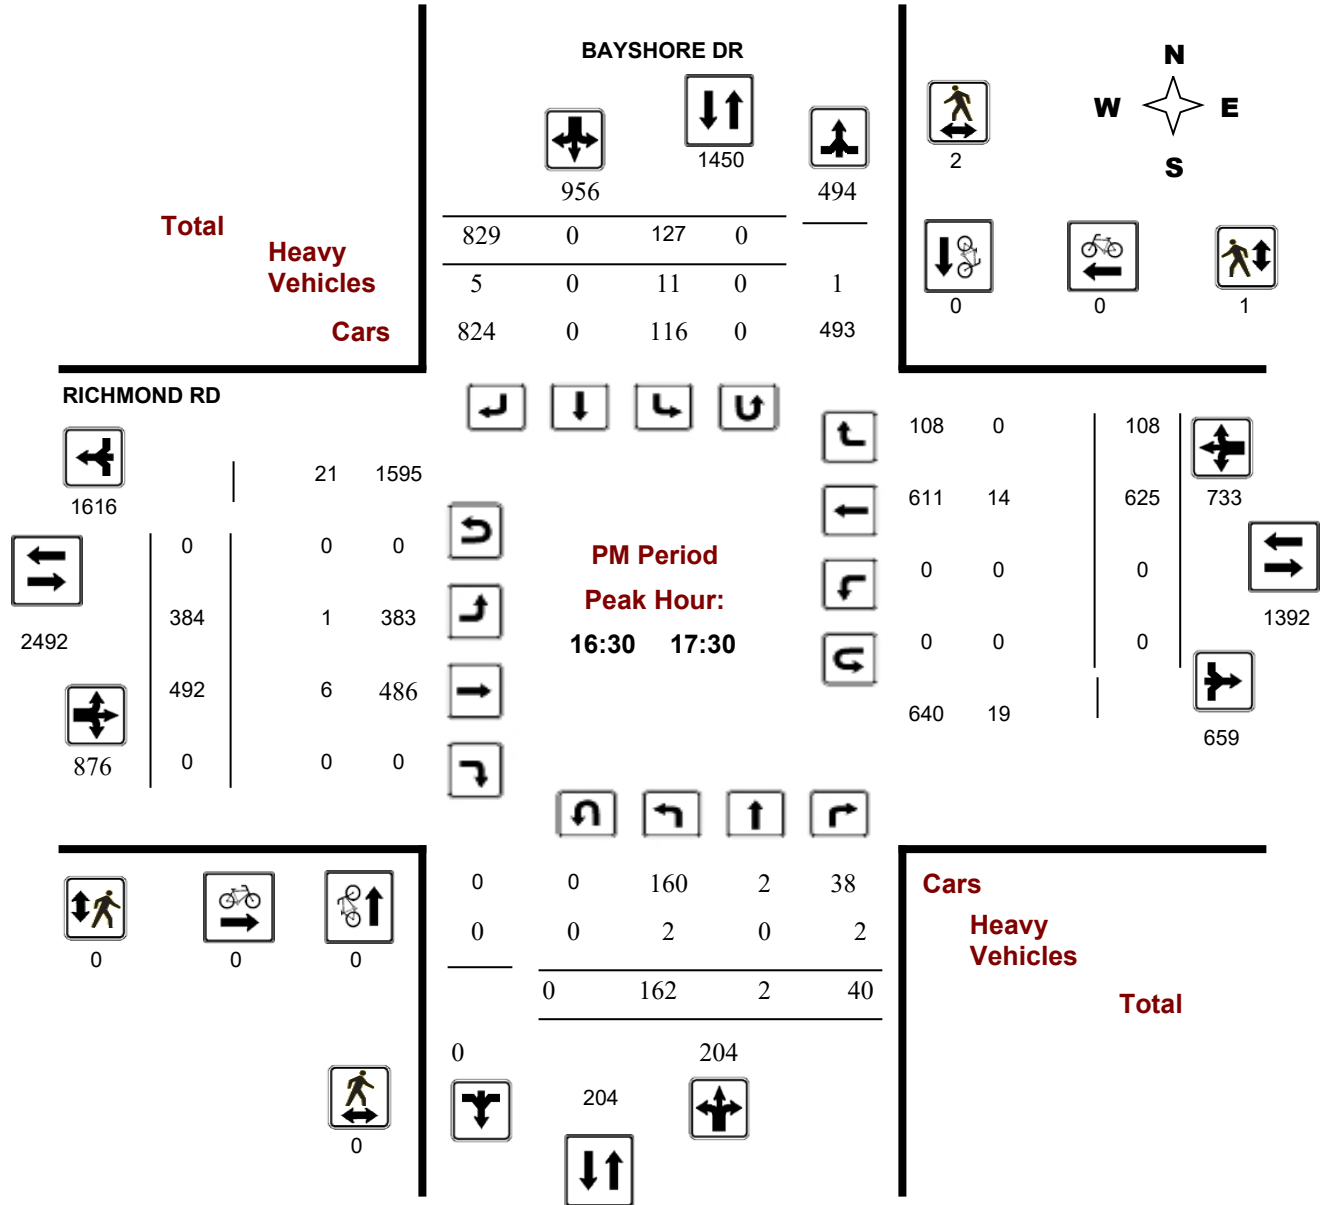 BAYSHORE DR
N
W E
S
1450
2
956 494
Total
829 0 127 0
Heavy
Vehicles
5 0 11 0 1
0 0 1
Cars
824 0 116 0 493
RICHMOND RD
108 0 108
21 1595
1616
611 14 625 733
0 0 0
PM Period
0 0 0
384 1 383
Peak Hour:
1392
2492
16:30 17:30
0 0 0
492 6 486
640 19
659
876 0 0 0
0 0 160 2 38
Cars
0 0 2 0 2
Heavy
Vehicles
0 0 0
0 162 2 40
Total
0 204
204
0